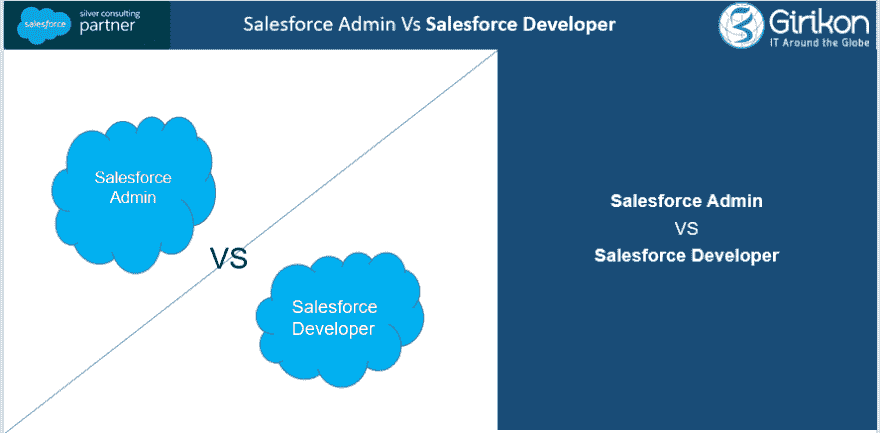 salesforce
silver consulting
partner
Salesforce Admin Vs Salesforce Developer
Girikon
IT Around the Globe
Salesforce
Admin
VS
Salesforce
Developer
Salesforce Admin
VS
Salesforce Developer